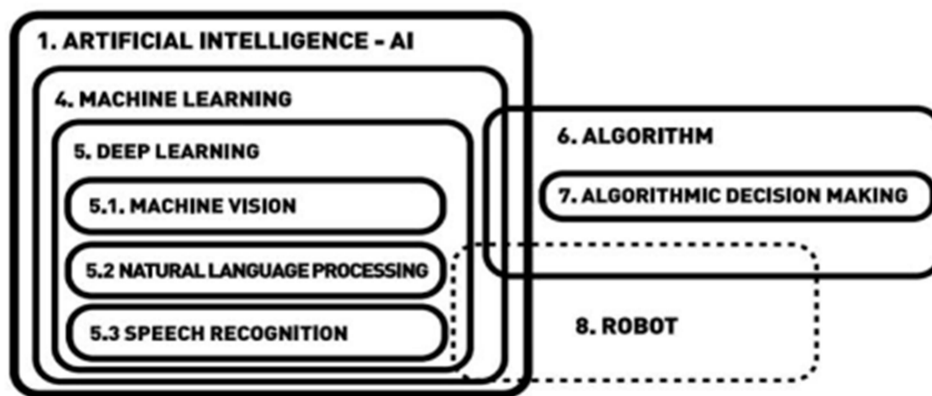 1. ARTIFICIAL INTELLIGENCE - AI
4. MACHINE LEARNING
5. DEEP LEARNING
5.1. MACHINE VISION
5.2 NATURAL LANGUAGE PROCESSING
5.3 SPEECH RECOGNITION
6. ALGORITHM
7. ALGORITHMIC DECISION MAKING
8. ROBOT